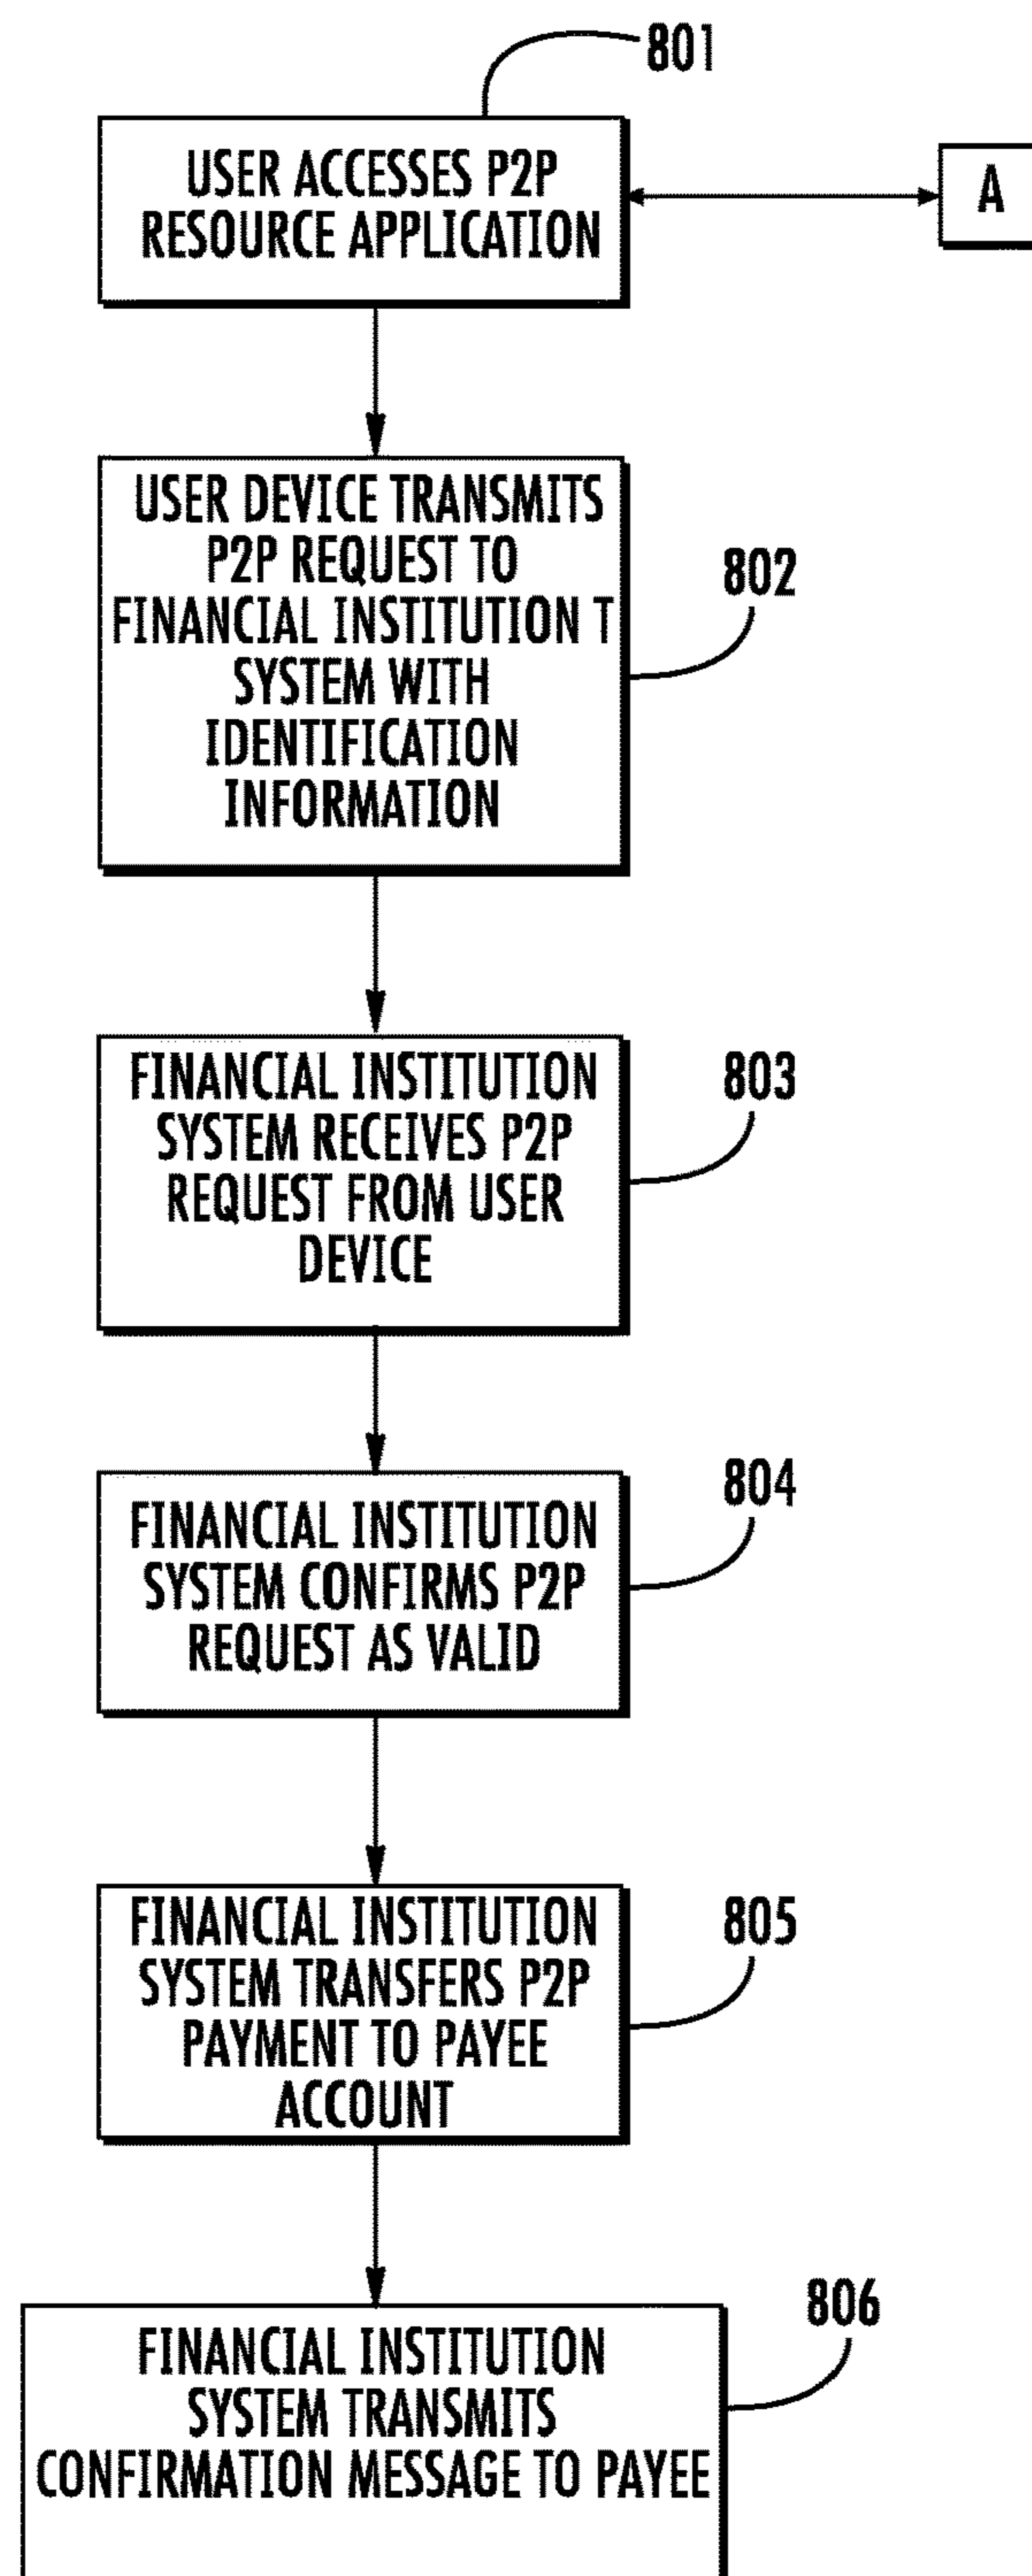 801
USER ACCESSES P2P
RESOURCE APPLICATION
A
USER DEVICE TRANSMITS
P2P REQUEST TO
FINANCIAL INSTITUTION T
SYSTEM WITH
IDENTIFICATION
INFORMATION
802
FINANCIAL INSTITUTION
SYSTEM RECEIVES P2P
REQUEST FROM USER
DEVICE
803
FINANCIAL INSTITUTION
SYSTEM CONFIRMS P2P
REQUEST AS VALID
804
FINANCIAL INSTITUTION
SYSTEM TRANSFERS P2P
PAYMENT TO PAYEE
ACCOUNT
805
FINANCIAL INSTITUTION
SYSTEM TRANSMITS
CONFIRMATION MESSAGE TO PAYEE
806